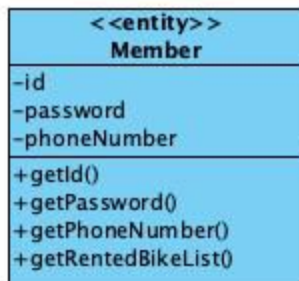 <<entity>>
Member
-id
-password
-phoneNumber
+getId()
+getPassword()
+getPhoneNumber()
+getRentedBikeList()